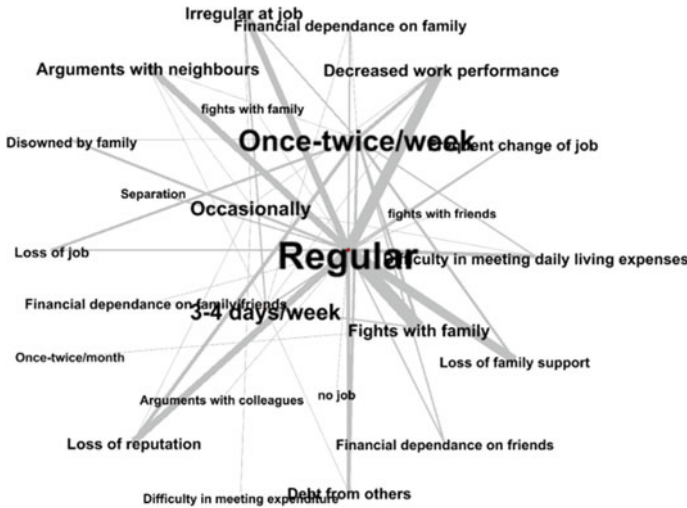 Irregular at job
Financial dependance on family
Arguments with neighbours
Decreased work performance
fights with family
Once-twice/week
Frequent change of job
Disowned by family
Separation
Occasionally
fights with friends
Regular
Loss of job
Difficulty in meeting daily living expenses
Financial dependance on family/friends
3-4 days/week
Fights with family
Once-twice/month
Loss of family support
Arguments with colleagues
no job
Loss of reputation
Financial dependance on friends
Debt from others
Difficulty in meeting expenditure